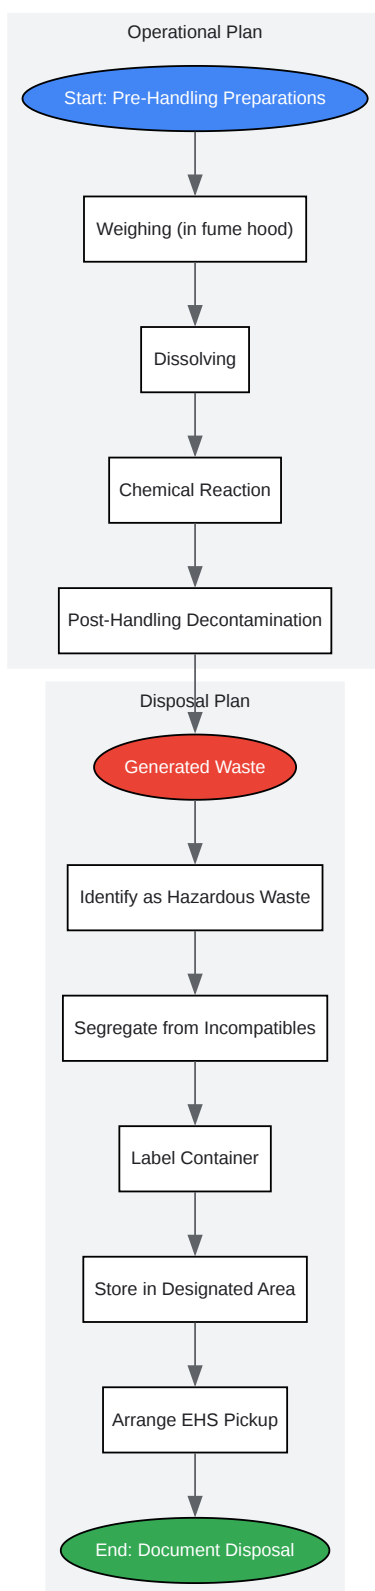 Operational Plan
Start: Pre-Handling Preparations
Weighing (in fume hood)
Dissolving
Chemical Reaction
Post-Handling Decontamination
Disposal Plan
Generated Waste
Identify as Hazardous Waste
Segregate from Incompatibles
Label Container
Store in Designated Area
Arrange EHS Pickup
End: Document Disposal